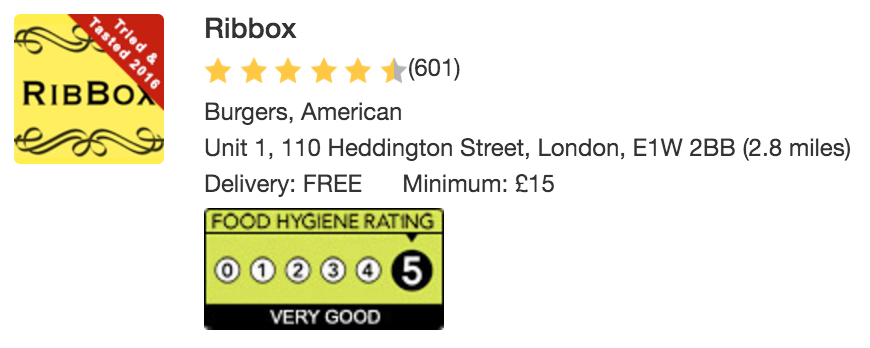 Tried &
Tasted 2016
RIBBOX
Ribbox
(601)
Burgers, American
Unit 1, 110 Heddington Street, London, E1W 2BB (2.8 miles)
Delivery: FREE Minimum: £15
FOOD HYGIENE RATING
0 1 2 3 4 5
VERY GOOD